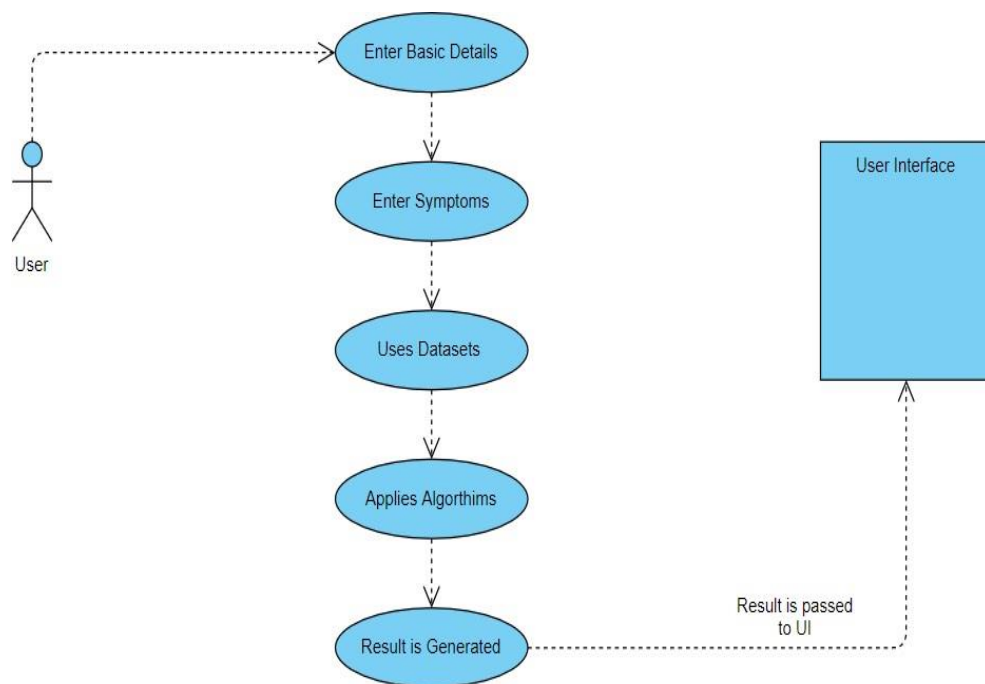 Enter Basic Details
User Interface
Enter Symptoms
User
Uses Datasets
Applies Algorthims
Result is Generated
Result is passed
to UI